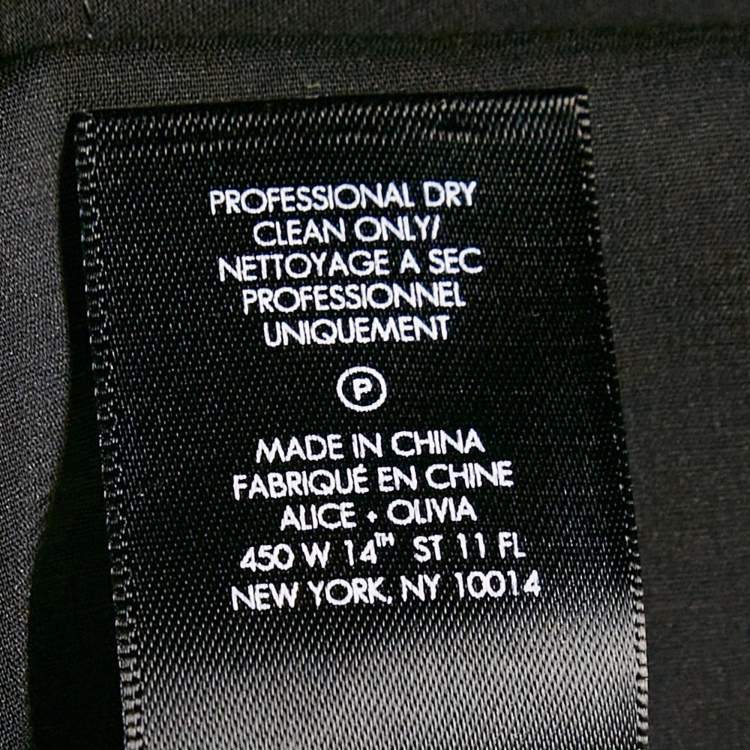 PROFESSIONAL DRY
CLEAN ONLY/
NETTOYAGE A SEC
PROFESSIONNEL
UNIQUEMENT
P
MADE IN CHINA
FABRIQUÉ EN CHINE
ALICE + OLIVIA
450 W 14TH ST 11 FL
NEW YORK, NY 10014